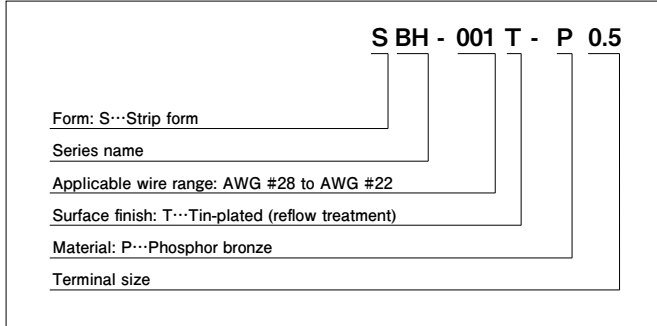 S BH - 001 T - P 0.5
Form: S…Strip form
Series name
Applicable wire range: AWG #28 to AWG #22
Surface finish: T…Tin-plated (reflow treatment)
Material: P…Phosphor bronze
Terminal size